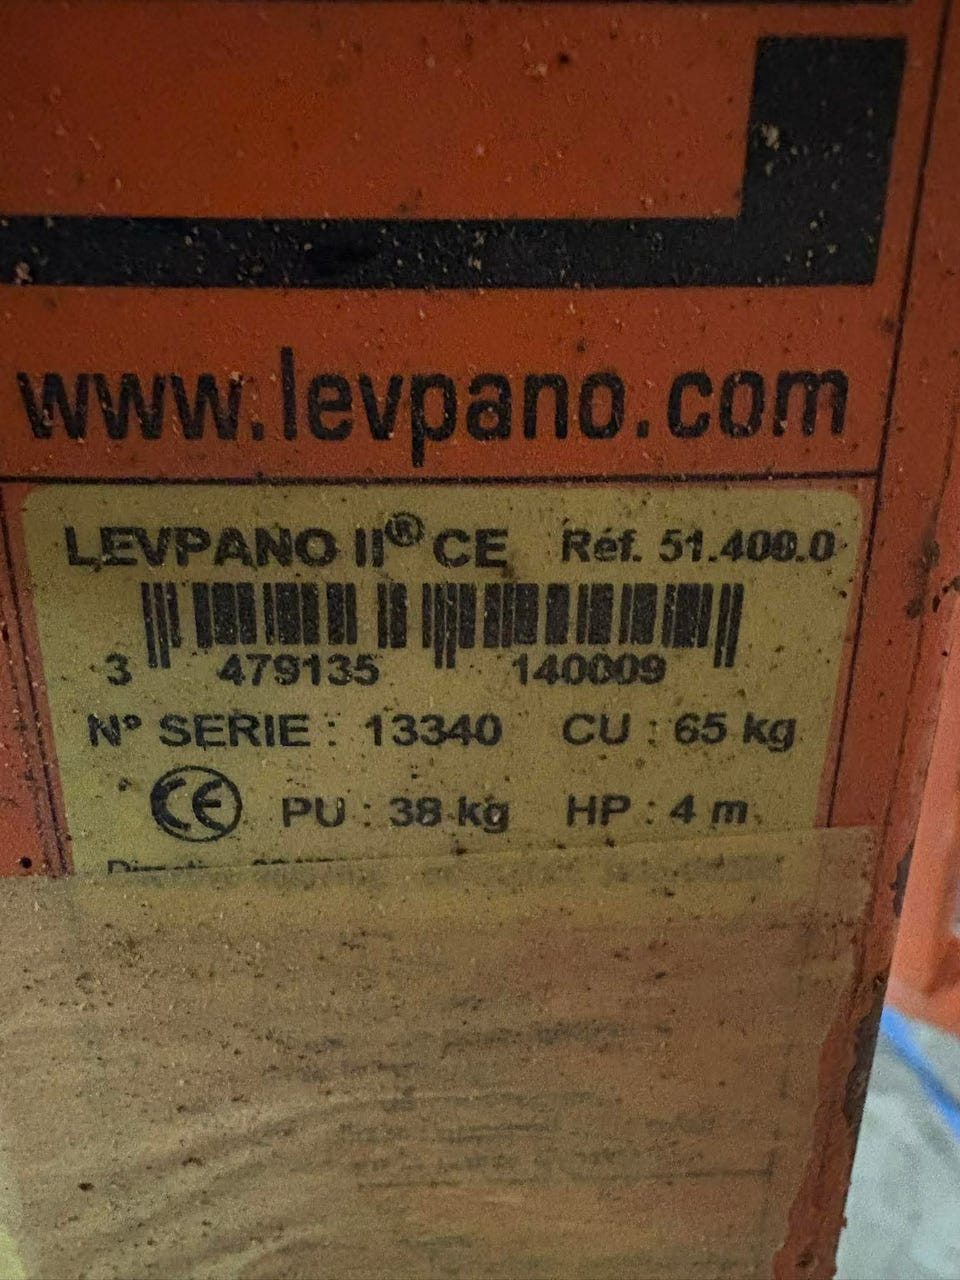 www.levpano.com
LEVPANO II® CE Réf. 51.400.0
3 479135 140009
N° SERIE : 13340 CU : 65 kg
CE PU : 38 kg HP : 4 m